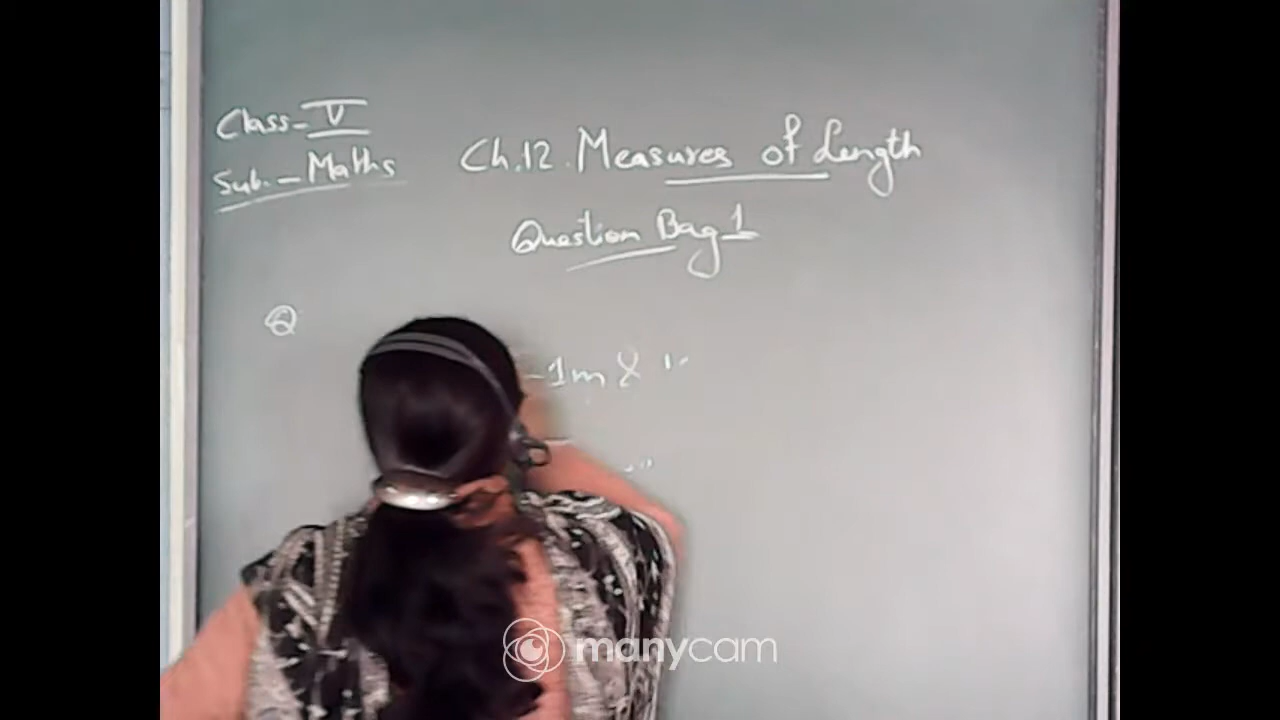 Class-V
Sub.-Maths
Ch.12. Measures of Length
Question Bag 1
Q
-1m &
manycam